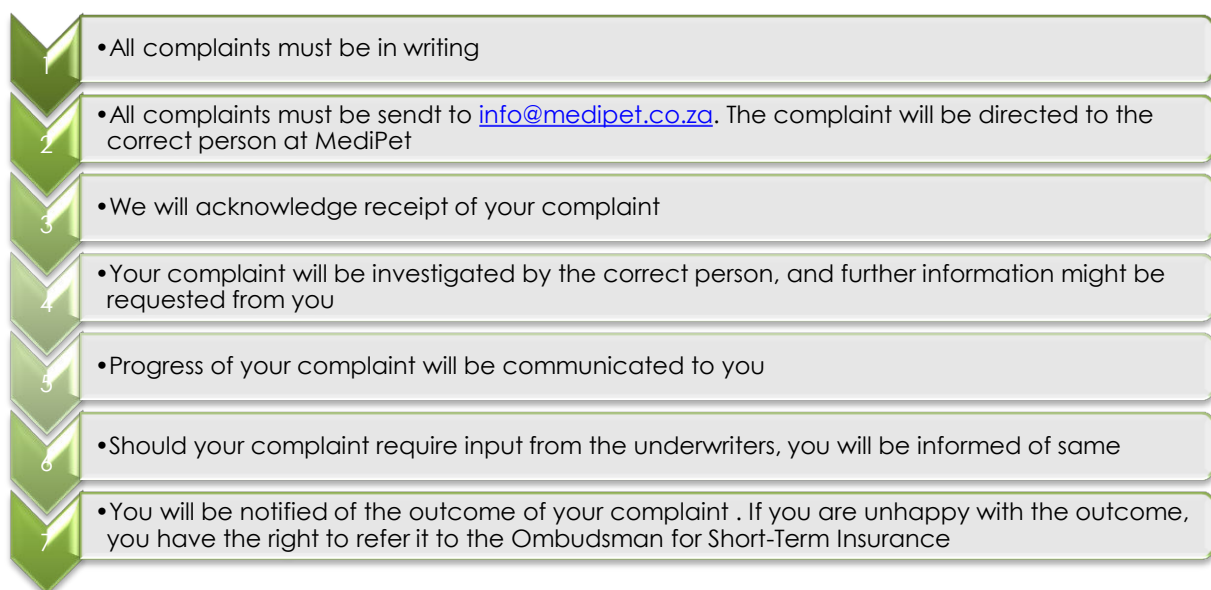 1
•All complaints must be in writing
2
•All complaints must be sendt to info@medipet.co.za. The complaint will be directed to the
correct person at MediPet
3
•We will acknowledge receipt of your complaint
4
•Your complaint will be investigated by the correct person, and further information might be
requested from you
5
•Progress of your complaint will be communicated to you
6
•Should your complaint require input from the underwriters, you will be informed of same
7
•You will be notified of the outcome of your complaint . If you are unhappy with the outcome,
you have the right to refer it to the Ombudsman for Short-Term Insurance